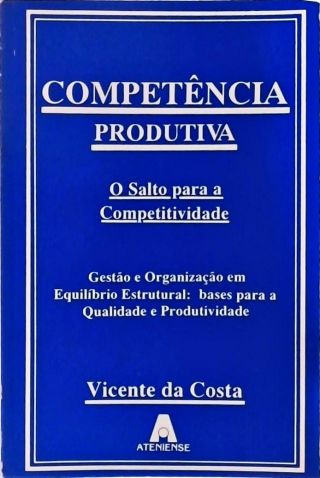 COMPETÊNCIA
PRODUTIVA
O Salto para a
Competitividade
Gestão e Organização em
Equilíbrio Estrutural: bases para a
Qualidade e Produtividade
Vicente da Costa
ATENIENSE